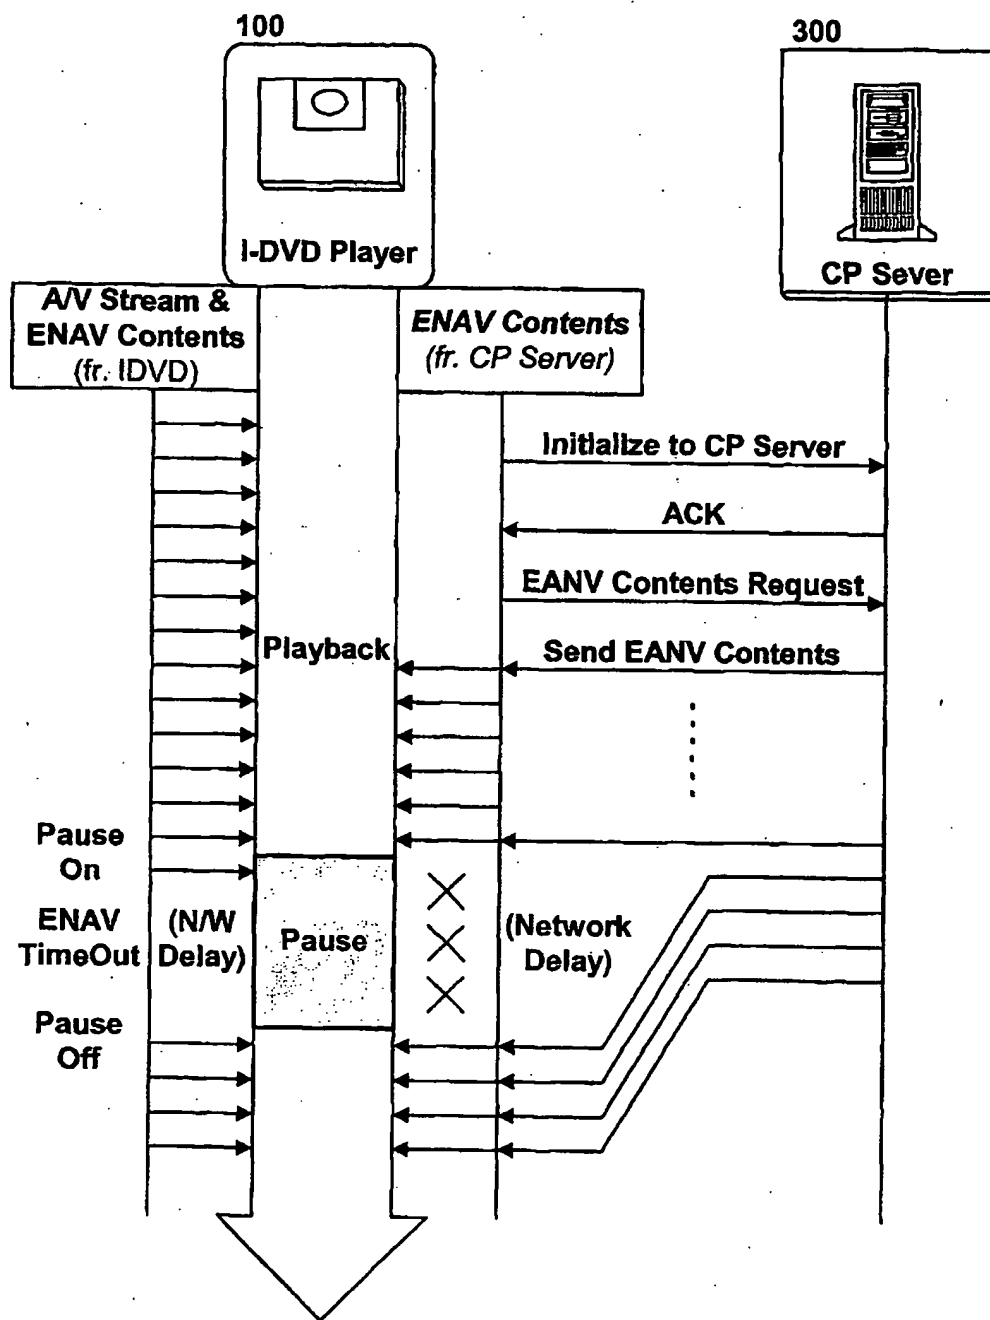 100
300
I-DVD Player
CP Sever
A/V Stream &
ENAV Contents
(fr. IDVD)
ENAV Contents
(fr. CP Server)
Initialize to CP Server
ACK
EANV Contents Request
Playback
Send EANV Contents
Pause
On
ENAV
TimeOut
(N/W
Delay)
Pause
(Network
Delay)
Pause
Off